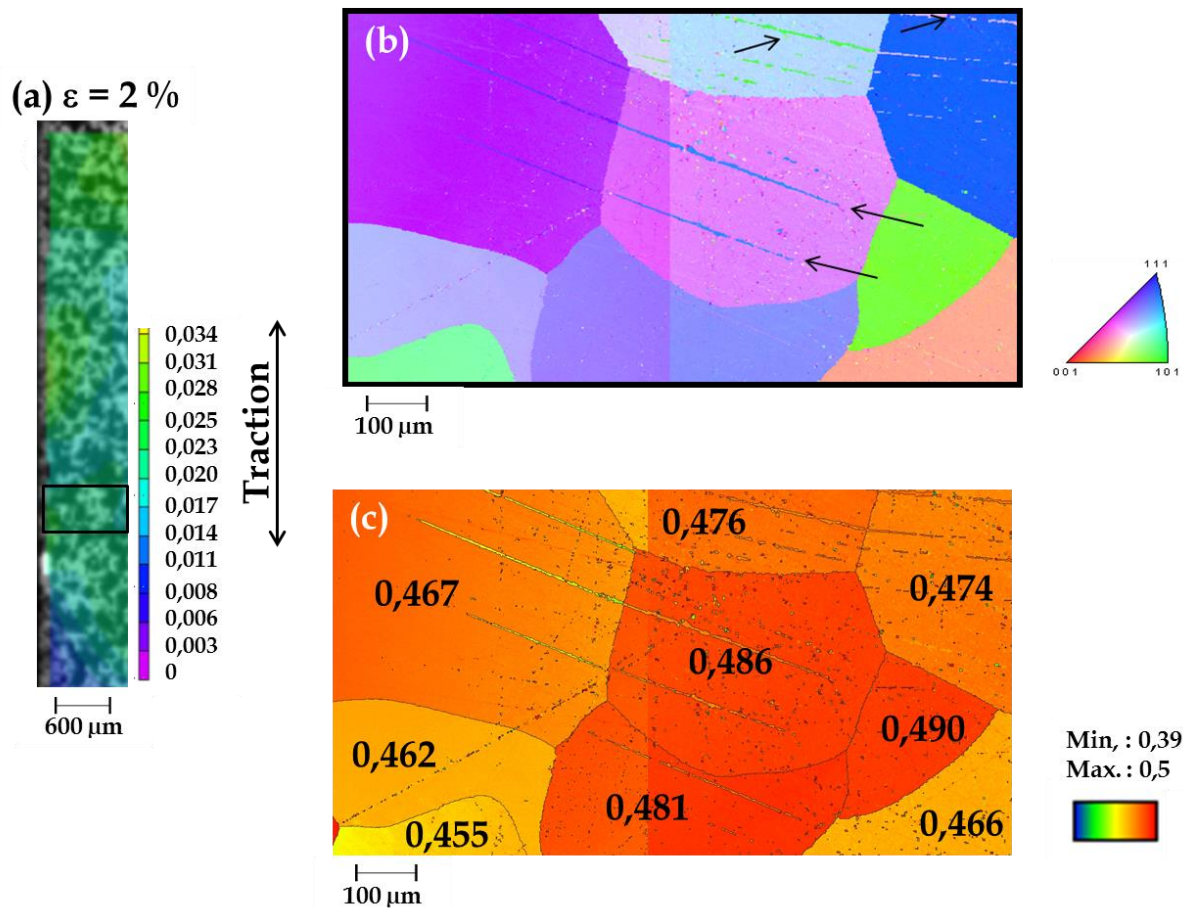 (a) ε = 2 %
0,034
0,031
0,028
0,025
0,023
0,020
0,017
0,014
0,011
0,008
0,006
0,003
0
600 μm
Traction
(b)
100 μm
111
001
101
(c)
0,476
0,467
0,474
0,486
0,490
0,462
0,481
0,455
0,466
100 μm
Min, : 0,39
Max. : 0,5